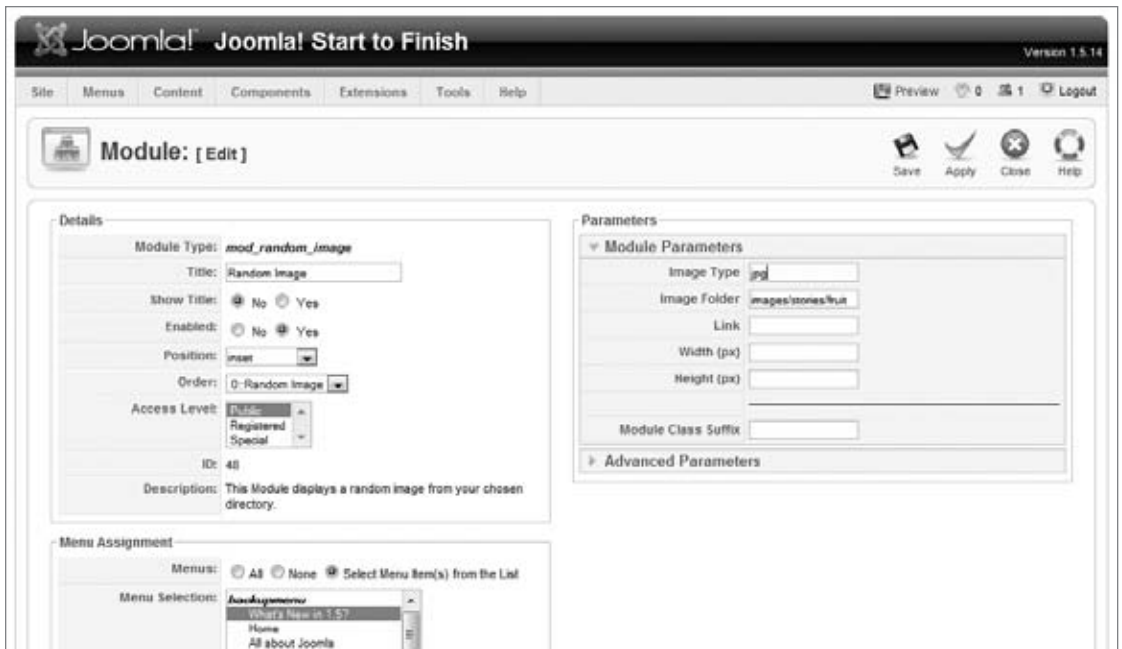 Joomla! Joomla! Start to Finish
Version 1.5.14
Site Menus Content Components Extensions Tools Help
Preview 0 1 Logout
Module: [ Edit ]
Save Apply Close Help
Details
Module Type: mod_random_image
Title: Random Image
Show Title: No Yes
Enabled: No Yes
Position: inset
Order: 0-Random Image
Access Level: Public
Registered
Special
ID: 48
Description: This Module displays a random image from your chosen
directory.
Menu Assignment
Menus: All None Select Menu Item(s) from the List
Menu Selection: backupmenu
What's New in 1.5?
Home
All about Joomla
Parameters
Module Parameters
Image Type jpg
Image Folder images/stories/fruit
Link
Width (px)
Height (px)
Module Class Suffix
Advanced Parameters